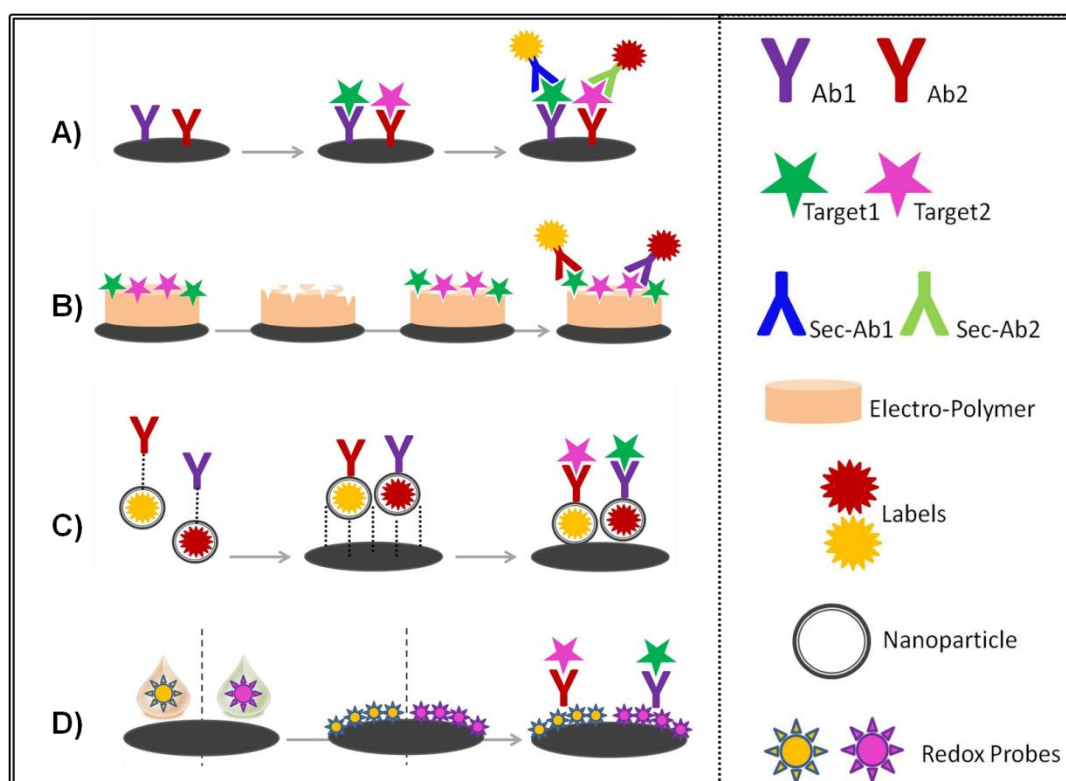 A)
B)
C)
D)
Ab1 Ab2
Target1 Target2
Sec-Ab1 Sec-Ab2
Electro-Polymer
Labels
Nanoparticle
Redox Probes